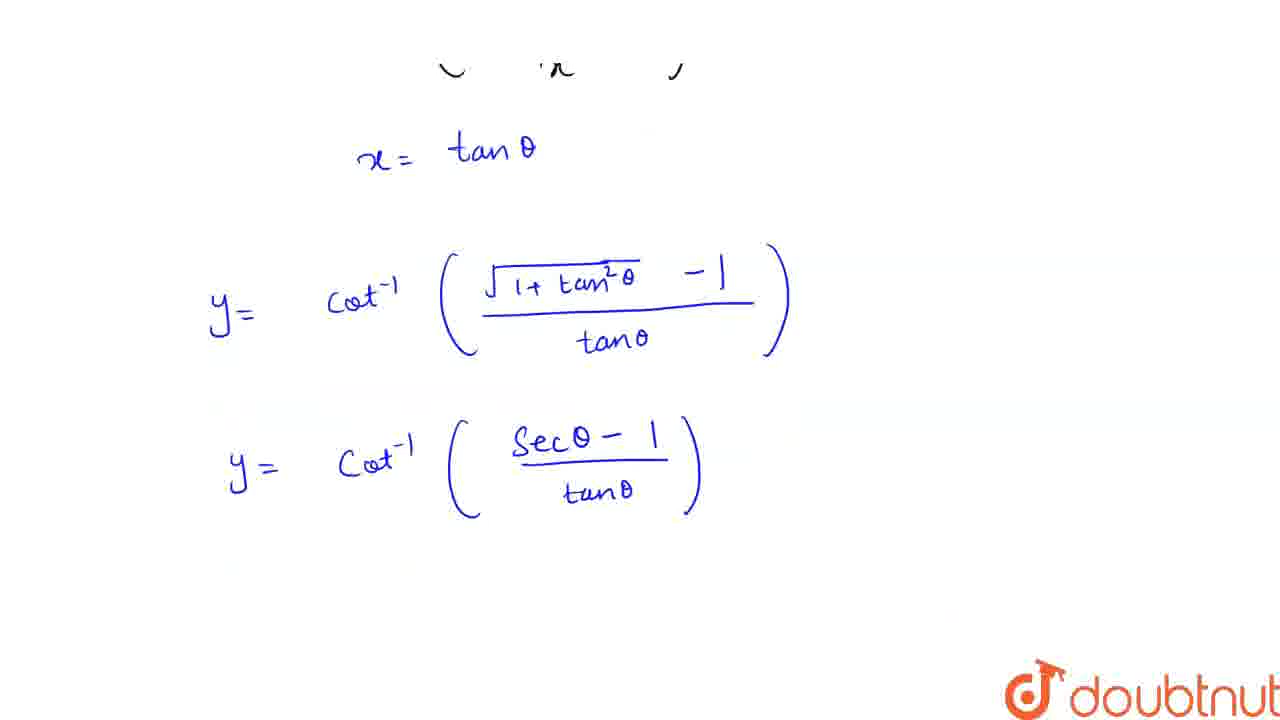 x
x = tan θ
y = cot⁻¹ ( (√(1 + tan²θ) - 1) / tanθ )
y = Cot⁻¹ ( (Secθ - 1) / tanθ )
doubtnut